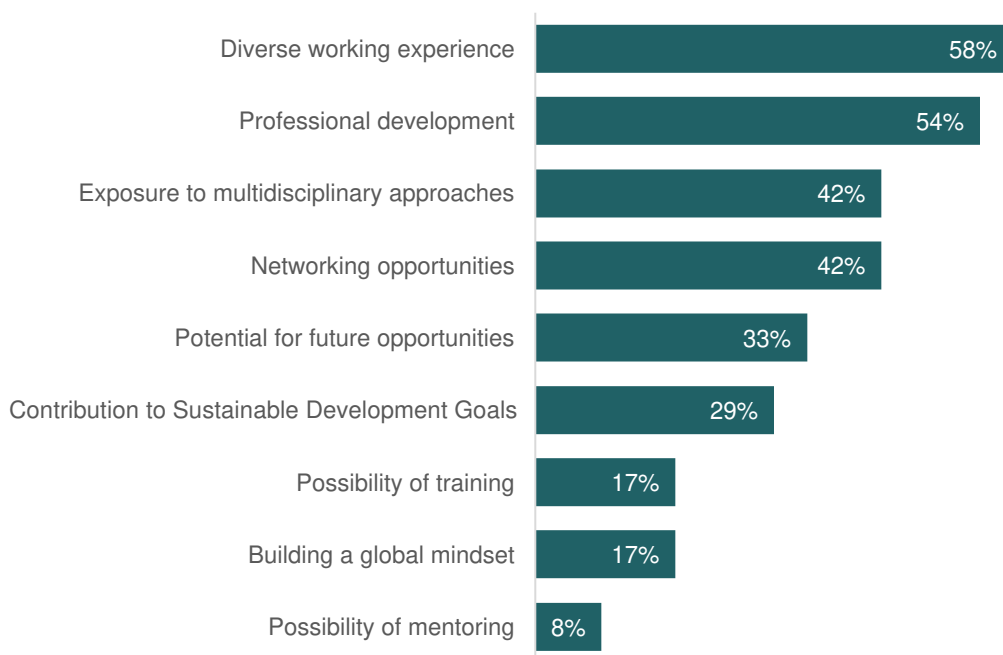 Diverse working experience 58%
Professional development 54%
Exposure to multidisciplinary approaches 42%
Networking opportunities 42%
Potential for future opportunities 33%
Contribution to Sustainable Development Goals 29%
Possibility of training 17%
Building a global mindset 17%
Possibility of mentoring 8%